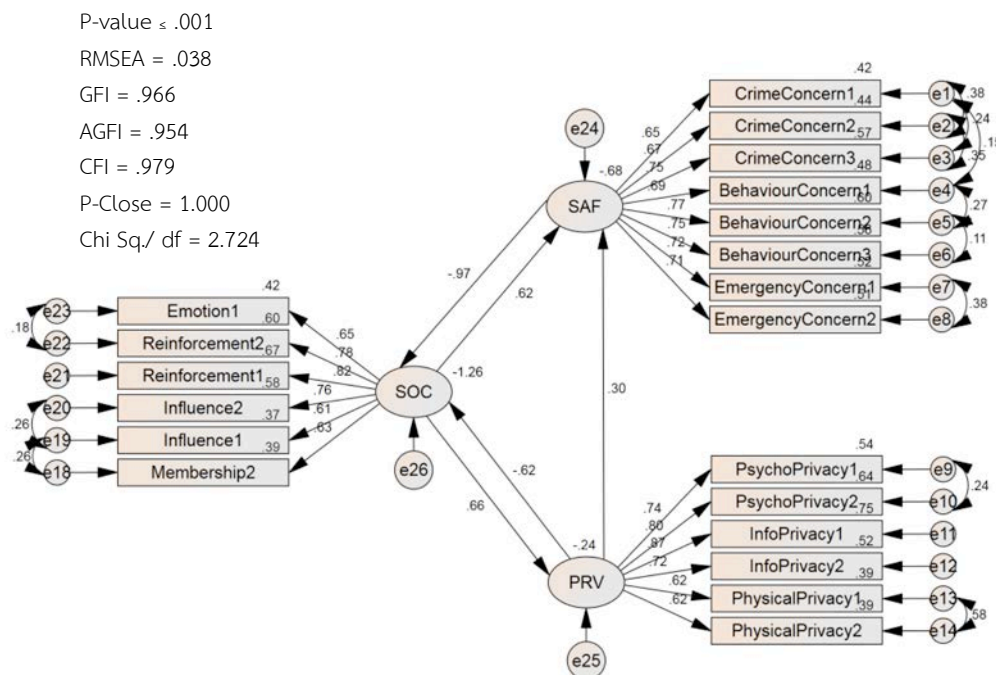 P-value ≤ .001
RMSEA = .038
GFI = .966
AGFI = .954
CFI = .979
P-Close = 1.000
Chi Sq./ df = 2.724
.42
CrimeConcern1
e1
.38
.44
.65
e24
CrimeConcern2
e2
.24
.57
.67
.15
CrimeConcern3
e3
.35
.48
.75
-.68
.69
BehaviourConcern1
e4
.60
SAF
.77
.27
BehaviourConcern2
e5
.56
.75
.11
BehaviourConcern3
e6
.52
.72
EmergencyConcern1
e7
.51
.71
.38
EmergencyConcern2
e8
-.97
.62
.42
e23
Emotion1
.60
.65
.18
e22
Reinforcement2
.67
.78
e21
Reinforcement1
.58
.82
-1.26
e20
Influence2
.37
.76
SOC
.30
.26
e19
Influence1
.39
.61
.26
e18
Membership2
.63
e26
-.62
.66
.54
PsychoPrivacy1
e9
.64
.24
.74
PsychoPrivacy2
e10
.75
.80
InfoPrivacy1
e11
.52
-.24
.87
InfoPrivacy2
e12
.39
.72
PRV
.62
PhysicalPrivacy1
e13
.39
.62
.58
PhysicalPrivacy2
e14
e25